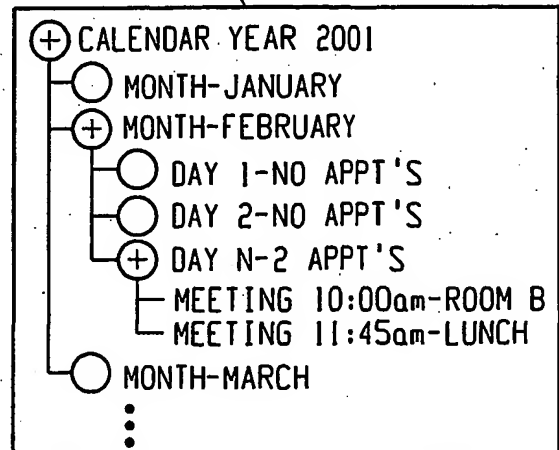 CALENDAR YEAR 2001
MONTH-JANUARY
MONTH-FEBRUARY
DAY 1-NO APPT'S
DAY 2-NO APPT'S
DAY N-2 APPT'S
MEETING 10:00am-ROOM B
MEETING 11:45am-LUNCH
MONTH-MARCH